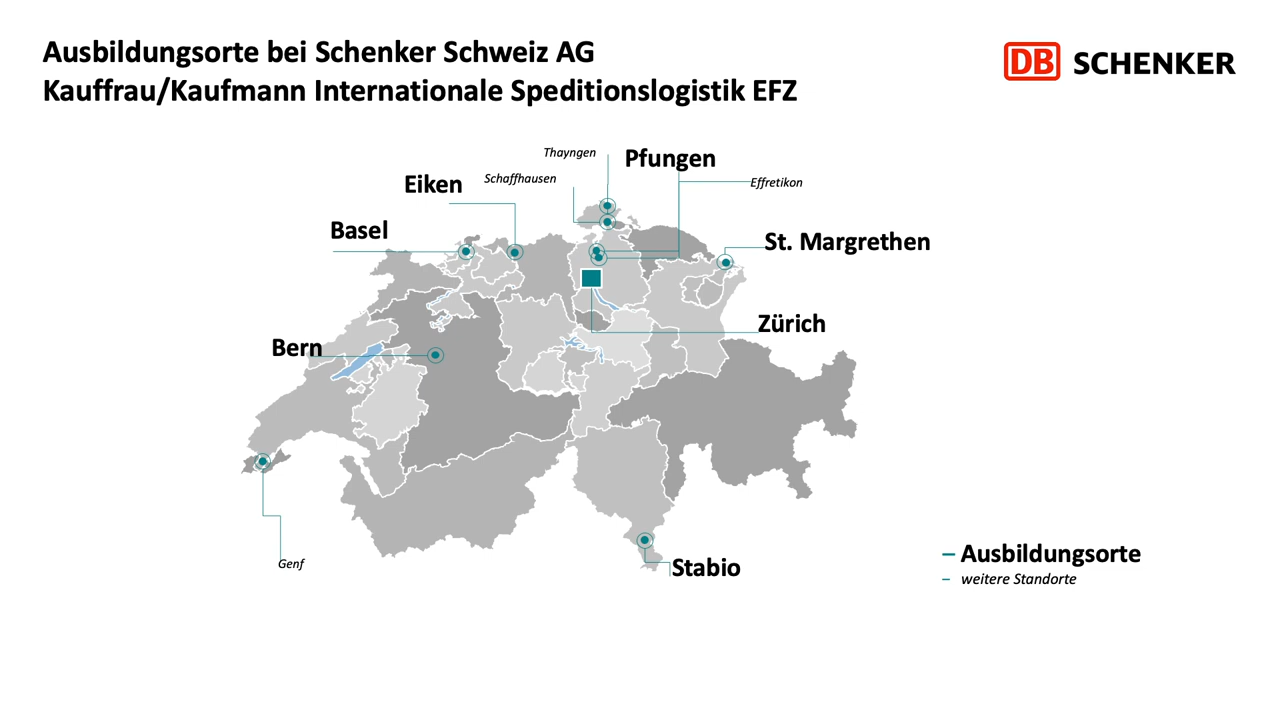 Ausbildungsorte bei Schenker Schweiz AG
Kauffrau/Kaufmann Internationale Speditionslogistik EFZ
DB SCHENKER
Thayngen
Pfungen
Schaffhausen
Eiken
Effretikon
Basel
St. Margrethen
Zürich
Bern
Genf
Stabio
– Ausbildungsorte
– weitere Standorte